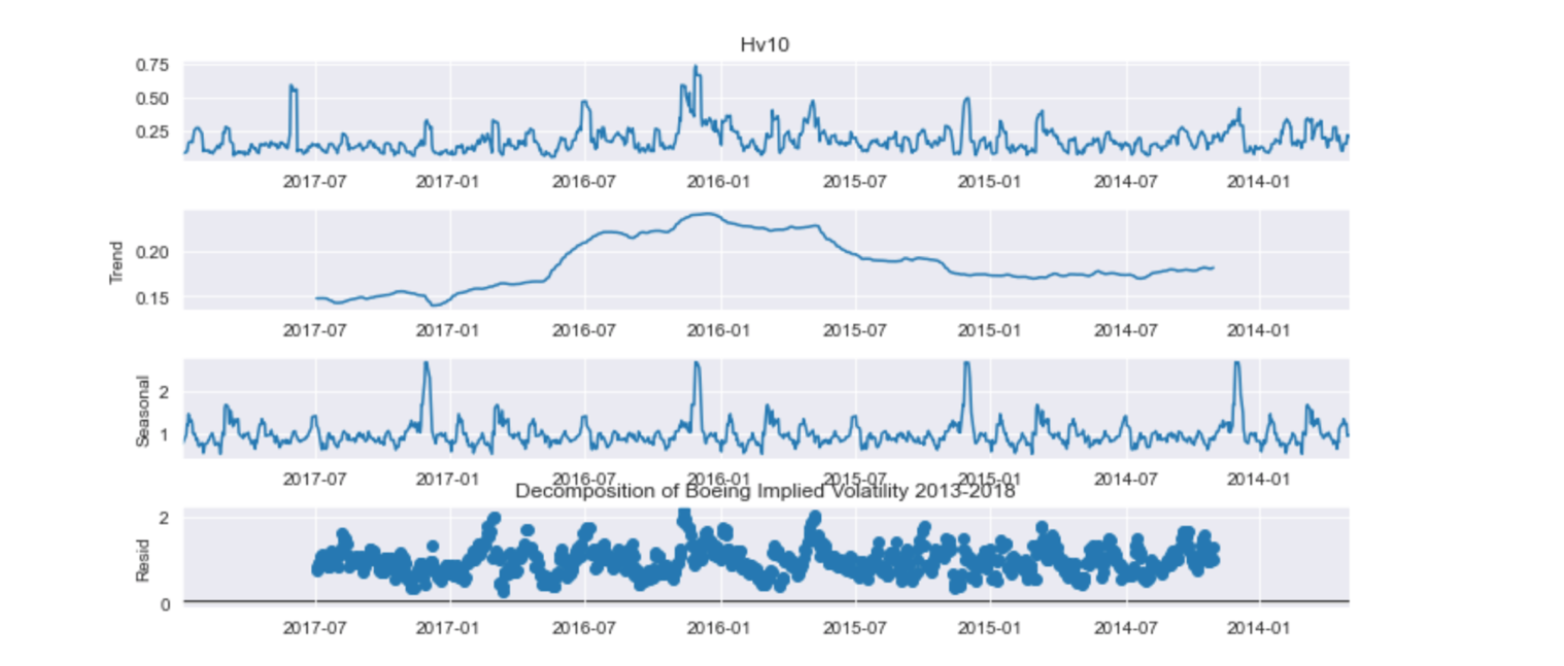 Hv10
0.75
0.50
0.25
2017-07 2017-01 2016-07 2016-01 2015-07 2015-01 2014-07 2014-01
Trend
0.20
0.15
2017-07 2017-01 2016-07 2016-01 2015-07 2015-01 2014-07 2014-01
Seasonal
2
1
2017-07 2017-01 2016-07 2016-01 2015-07 2015-01 2014-07 2014-01
Decomposition of Boeing Implied Volatility 2013-2018
Resid
2
0
2017-07 2017-01 2016-07 2016-01 2015-07 2015-01 2014-07 2014-01